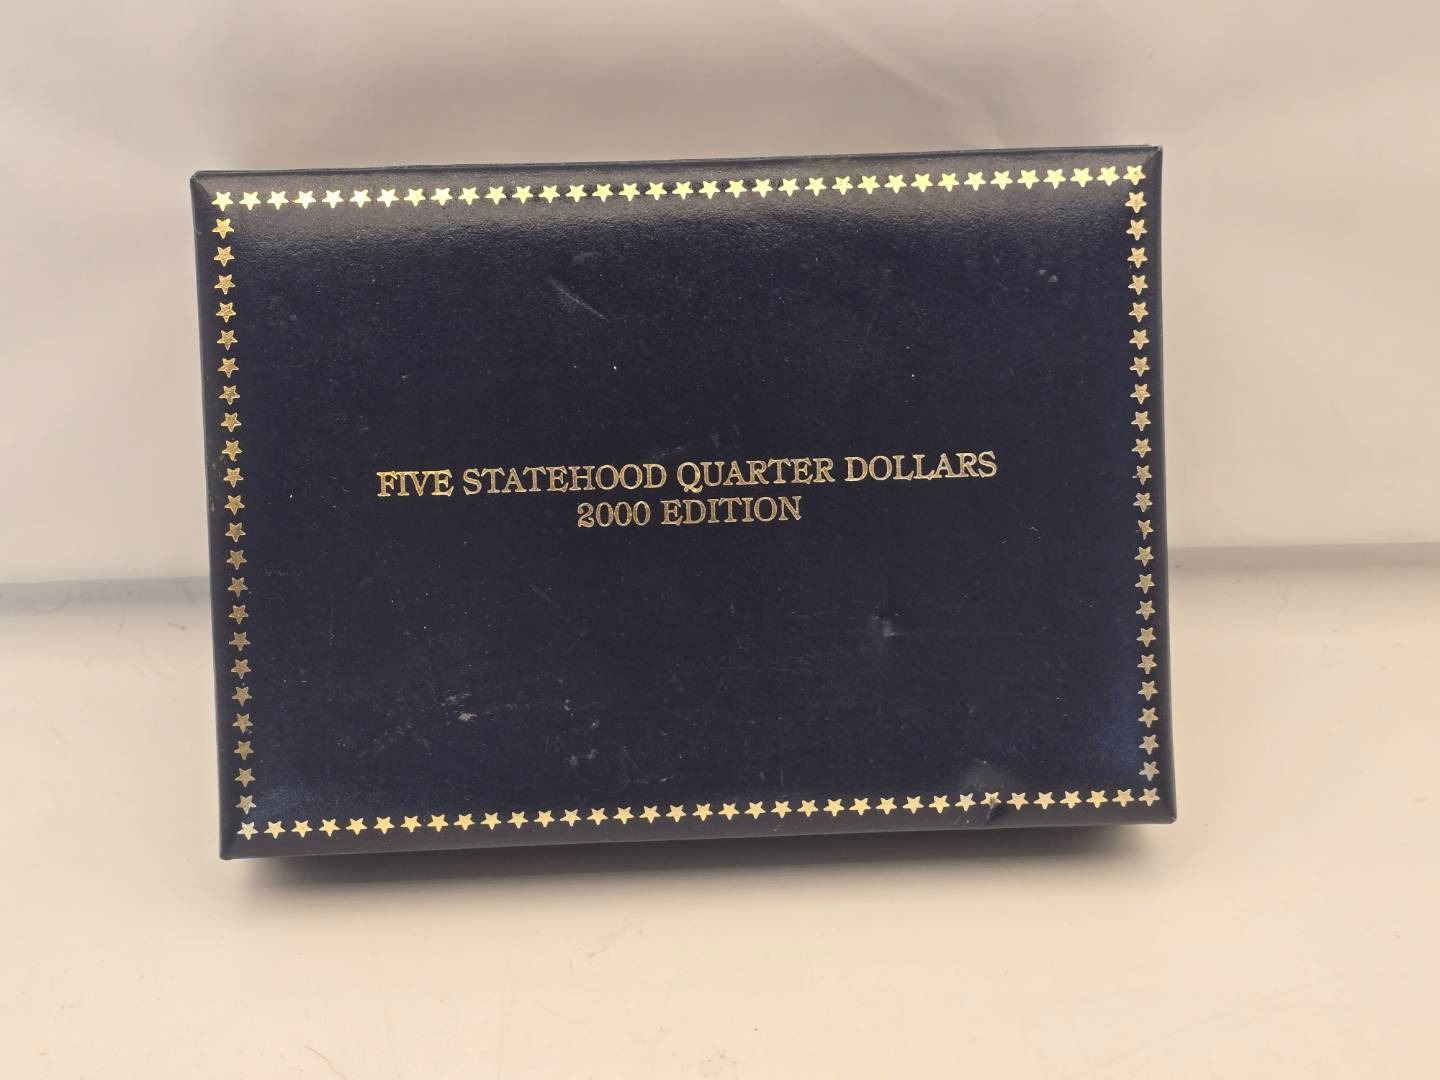 FIVE STATEHOOD QUARTER DOLLARS
2000 EDITION